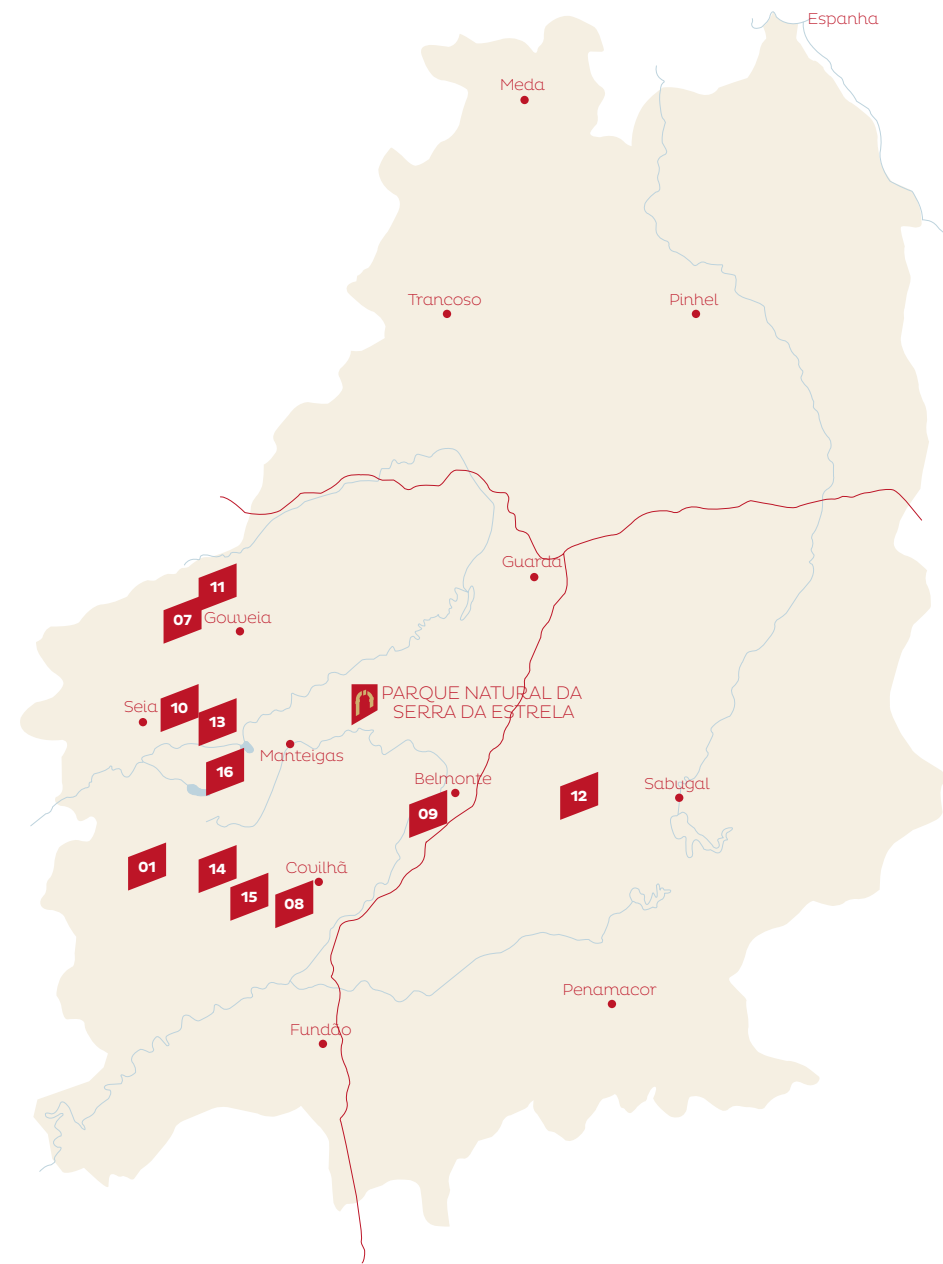 Espanha
Meda
Trancoso
Pinhel
Guarda
11
07
Gouveia
PARQUE NATURAL DA
SERRA DA ESTRELA
Seia
10
13
Manteigas
16
Belmonte
12
Sabugal
09
01
14
Covilhã
15
08
Penamacor
Fundão